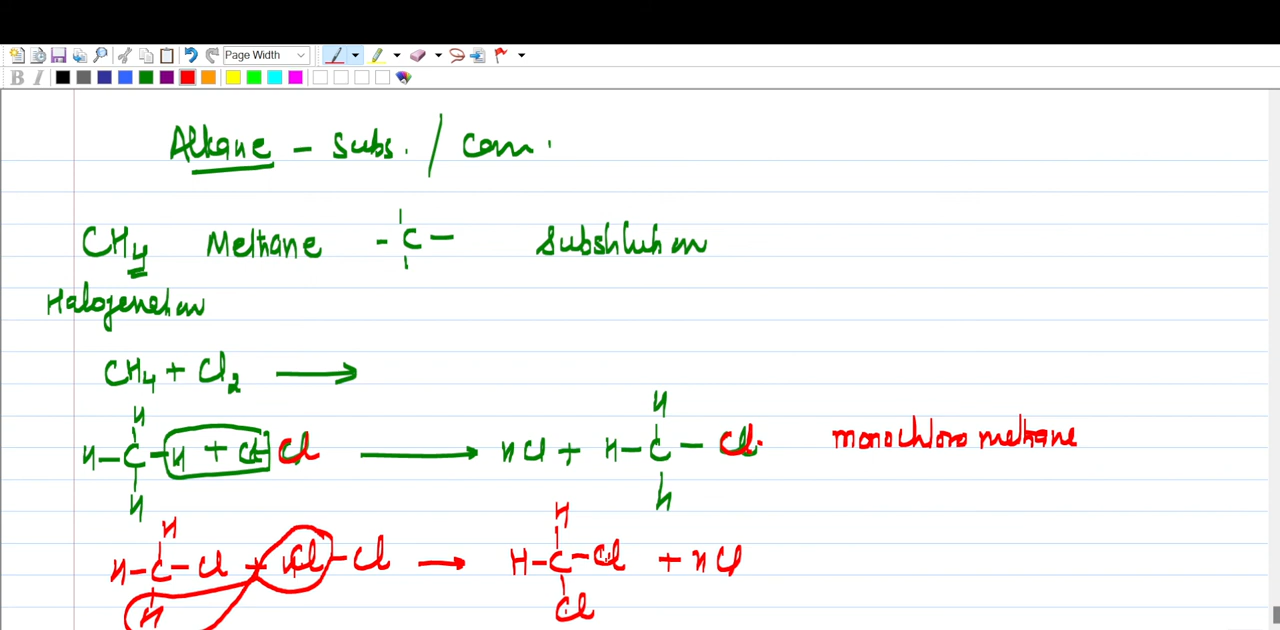 Page Width
B I
Alkane - Subs. / Com.
CH4 Methane - C - Substitution
Halogenation
CH4 + Cl2 ⟶
H
H
H-C-H + Cl-Cl ⟶ HCl + H-C-Cl. monochloro methane
H
H
H
H
H-C-Cl + Cl-Cl ⟶ H-C-Cl + HCl
H
Cl